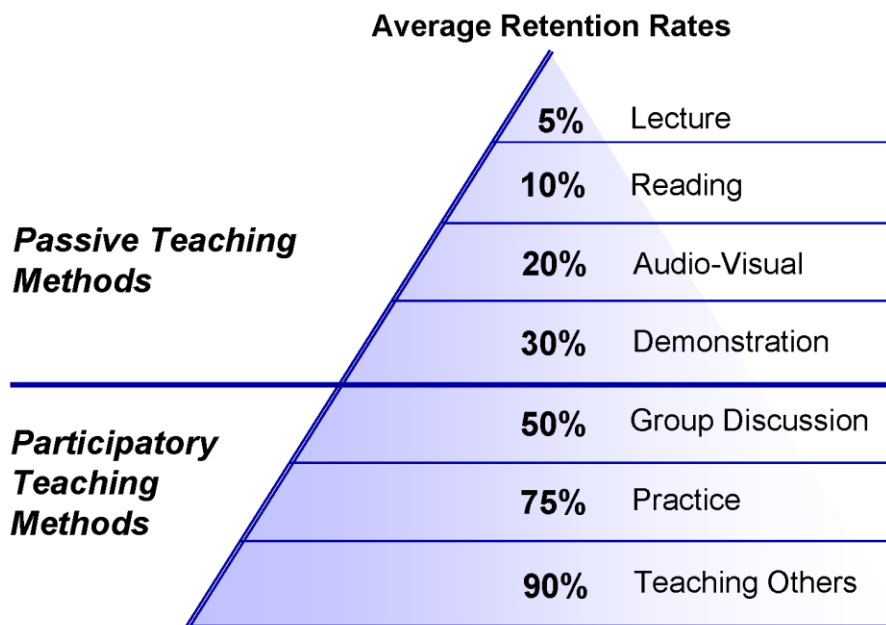 Average Retention Rates
5% Lecture
10% Reading
Passive Teaching
Methods
20% Audio-Visual
30% Demonstration
50% Group Discussion
Participatory
Teaching
Methods
75% Practice
90% Teaching Others